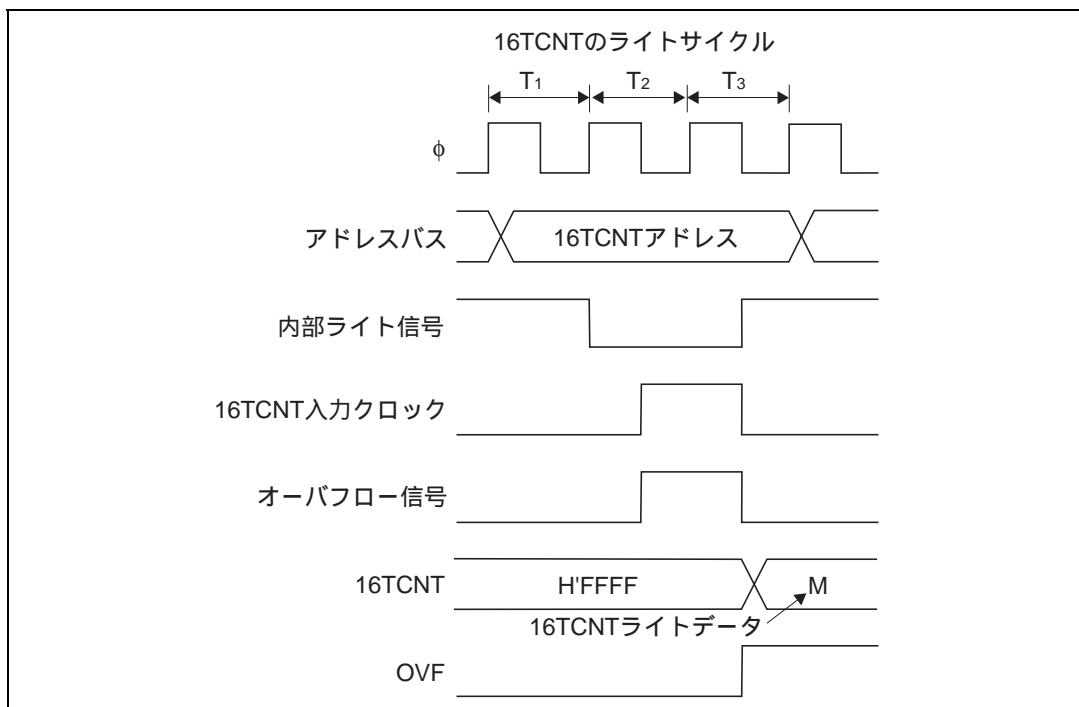 16TCNTのライトサイクル
T1 T2 T3
φ
アドレスバス 16TCNTアドレス
内部ライト信号
16TCNT入力クロック
オーバフロー信号
16TCNT H'FFFF M
16TCNTライトデータ
OVF